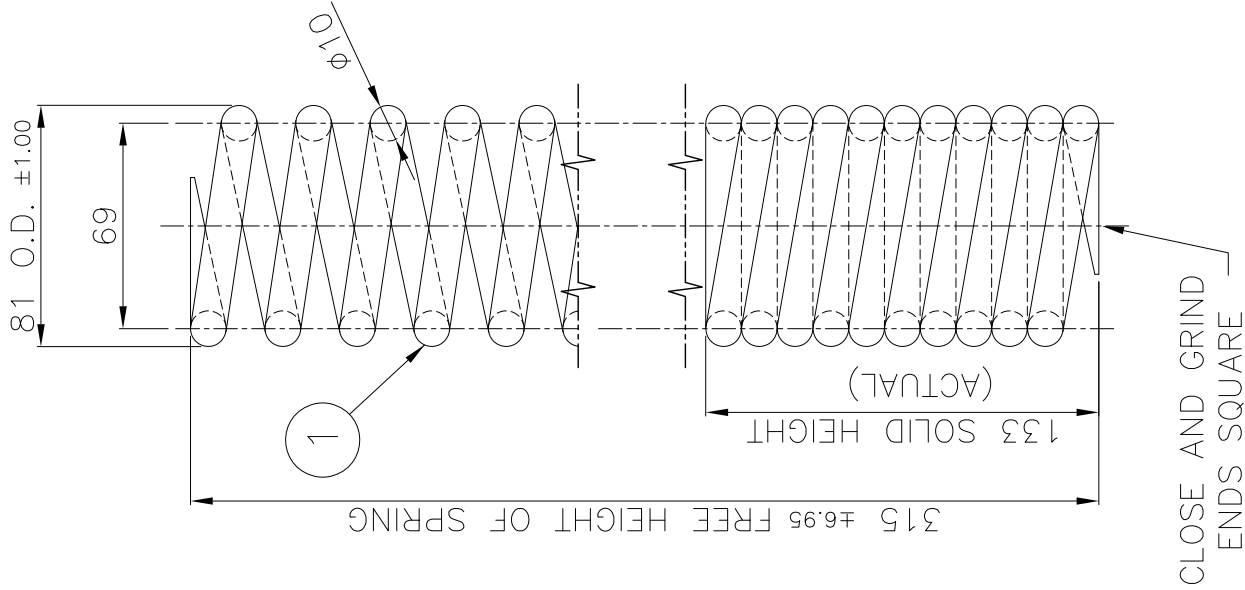 81 O.D. ±1.00
69
ϕ10
1
(ACTUAL)
133 SOLID HEIGHT
315 ±6.95 FREE HEIGHT OF SPRING
CLOSE AND GRIND
ENDS SQUARE